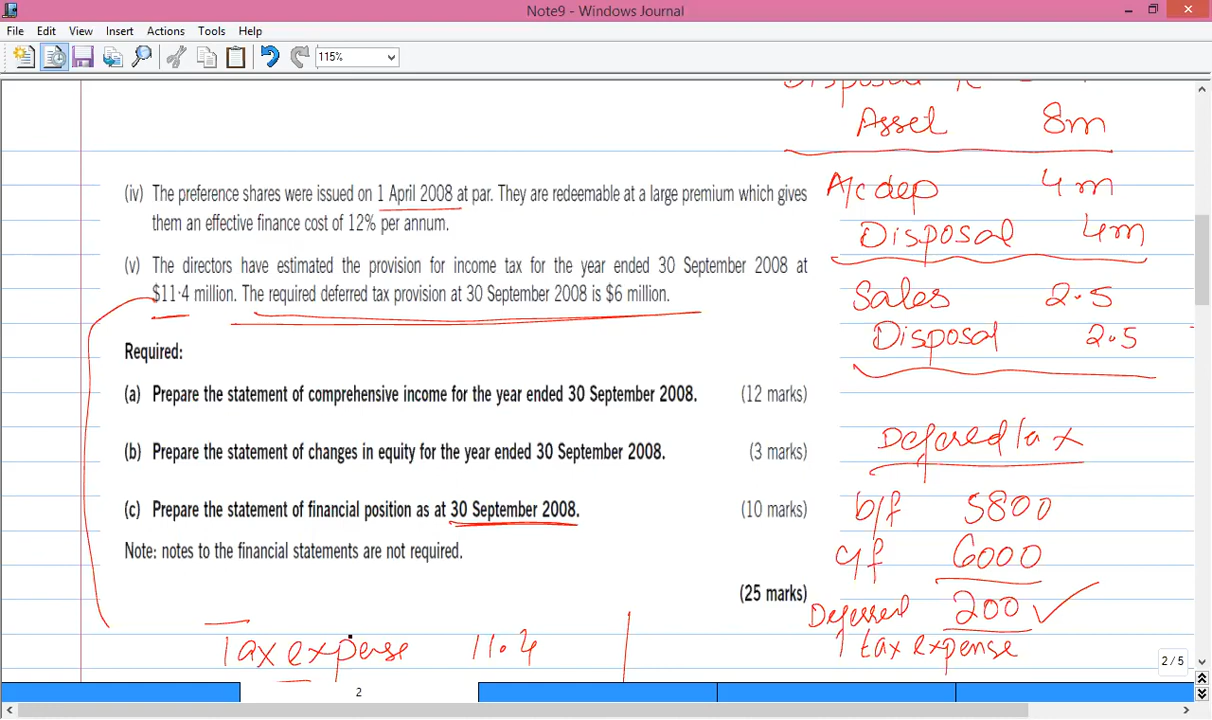 Note9 - Windows Journal
File Edit View Insert Actions Tools Help
115%
Asset 8m
(iv) The preference shares were issued on 1 April 2008 at par. They are redeemable at a large premium which gives
them an effective finance cost of 12% per annum.
A/c dep 4m
Disposal 4m
(v) The directors have estimated the provision for income tax for the year ended 30 September 2008 at
$11·4 million. The required deferred tax provision at 30 September 2008 is $6 million.
Sales 2.5
Disposal 2.5
Required:
(a) Prepare the statement of comprehensive income for the year ended 30 September 2008. (12 marks)
(b) Prepare the statement of changes in equity for the year ended 30 September 2008. (3 marks)
(c) Prepare the statement of financial position as at 30 September 2008. (10 marks)
Note: notes to the financial statements are not required.
(25 marks)
Defered tax
b/f 5800
c/f 6000
Deferred 200
tax expense
Tax expense 11.4
2 / 5
2